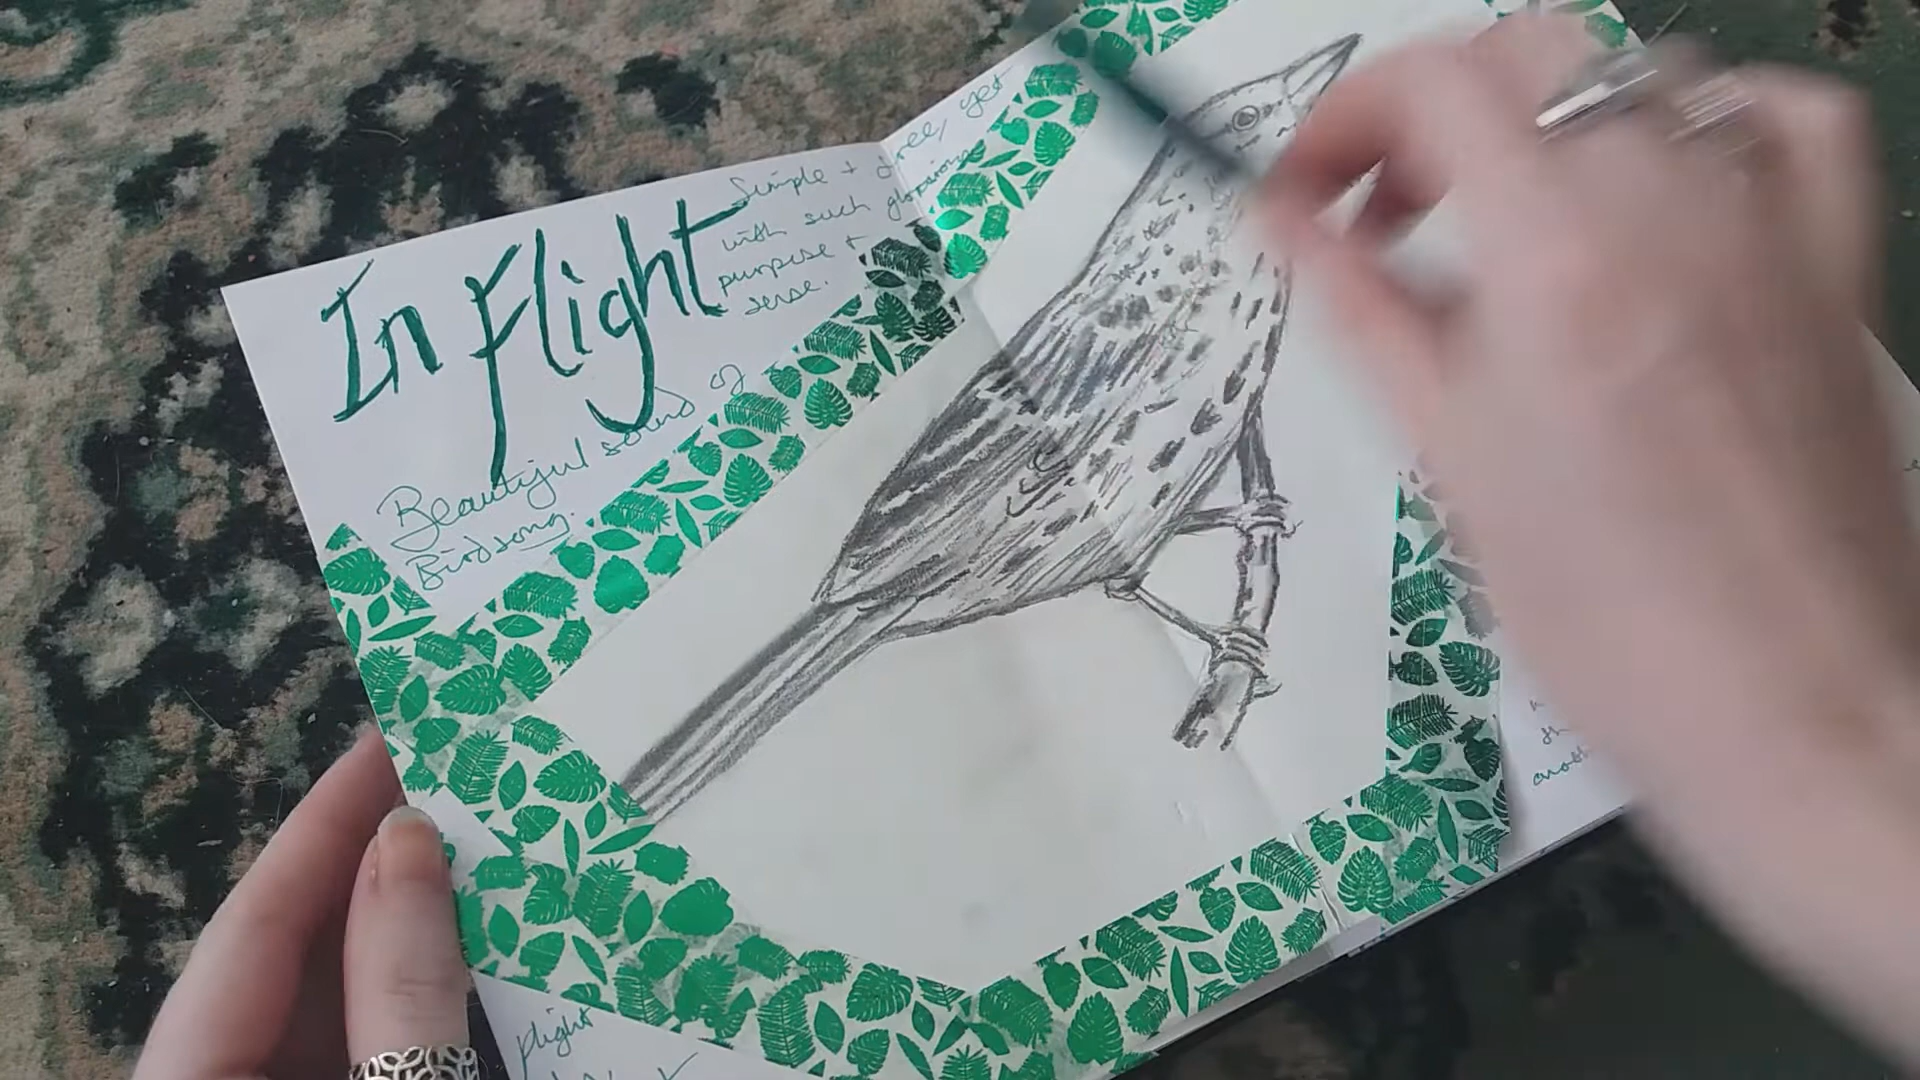 In Flight
Simple + free, yet
with such
purpose +
sense.
Beautiful sound of
Birdsong.
flight